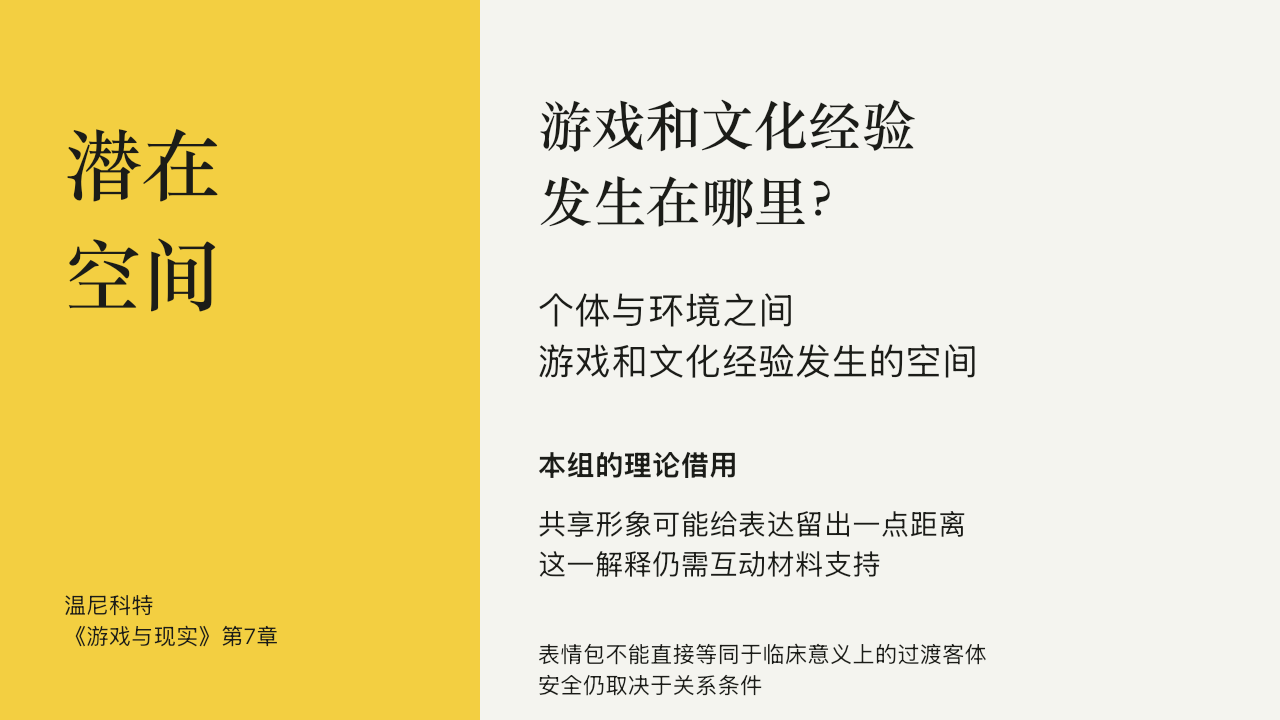 潜在
空间
温尼科特
《游戏与现实》第7章
游戏和文化经验
发生在哪里?
个体与环境之间
游戏和文化经验发生的空间
本组的理论借用
共享形象可能给表达留出一点距离
这一解释仍需互动材料支持
表情包不能直接等同于临床意义上的过渡客体
安全仍取决于关系条件